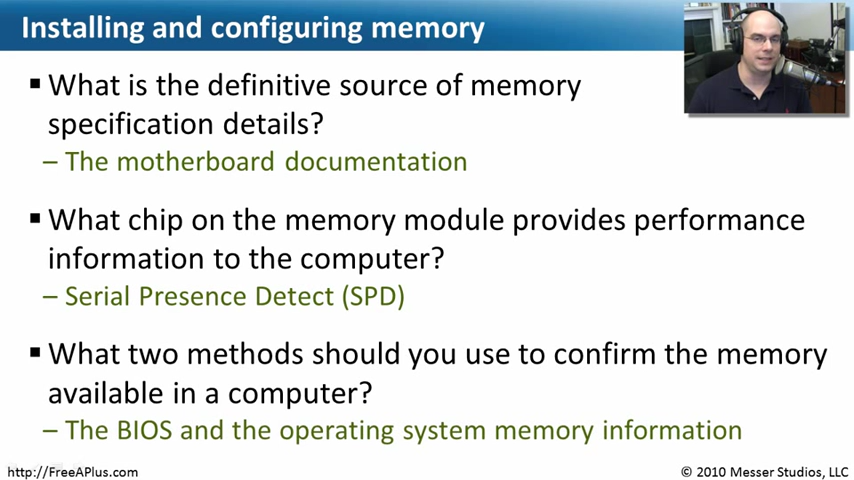 Installing and configuring memory
▪ What is the definitive source of memory
specification details?
– The motherboard documentation
▪ What chip on the memory module provides performance
information to the computer?
– Serial Presence Detect (SPD)
▪ What two methods should you use to confirm the memory
available in a computer?
– The BIOS and the operating system memory information
http://FreeAPlus.com
© 2010 Messer Studios, LLC